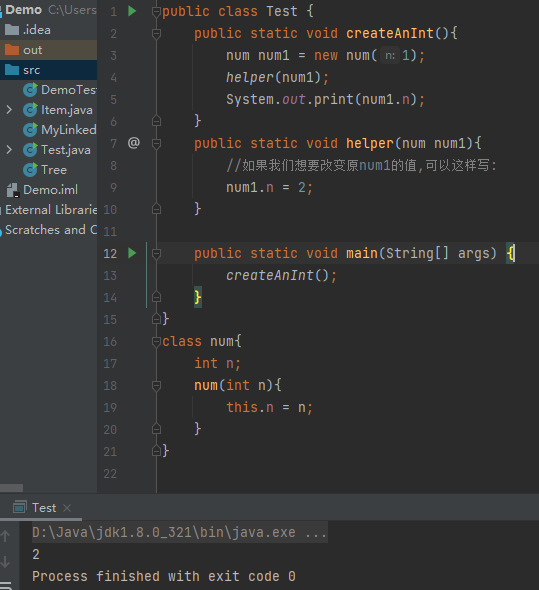 Demo C:\Users
.idea
out
src
DemoTest
Item.java
MyLinked
Test.java
Tree
Demo.iml
External Libraries
Scratches and C
1 public class Test {
2 public static void createAnInt(){
3 num num1 = new num( n: 1);
4 helper(num1);
5 System.out.print(num1.n);
6 }
7 @ public static void helper(num num1){
8 //如果我们想要改变原num1的值,可以这样写:
9 num1.n = 2;
10 }
11
12 public static void main(String[] args) {
13 createAnInt();
14 }
15 }
16 class num{
17 int n;
18 num(int n){
19 this.n = n;
20 }
21 }
22
Test ×
D:\Java\jdk1.8.0_321\bin\java.exe ...
2
Process finished with exit code 0